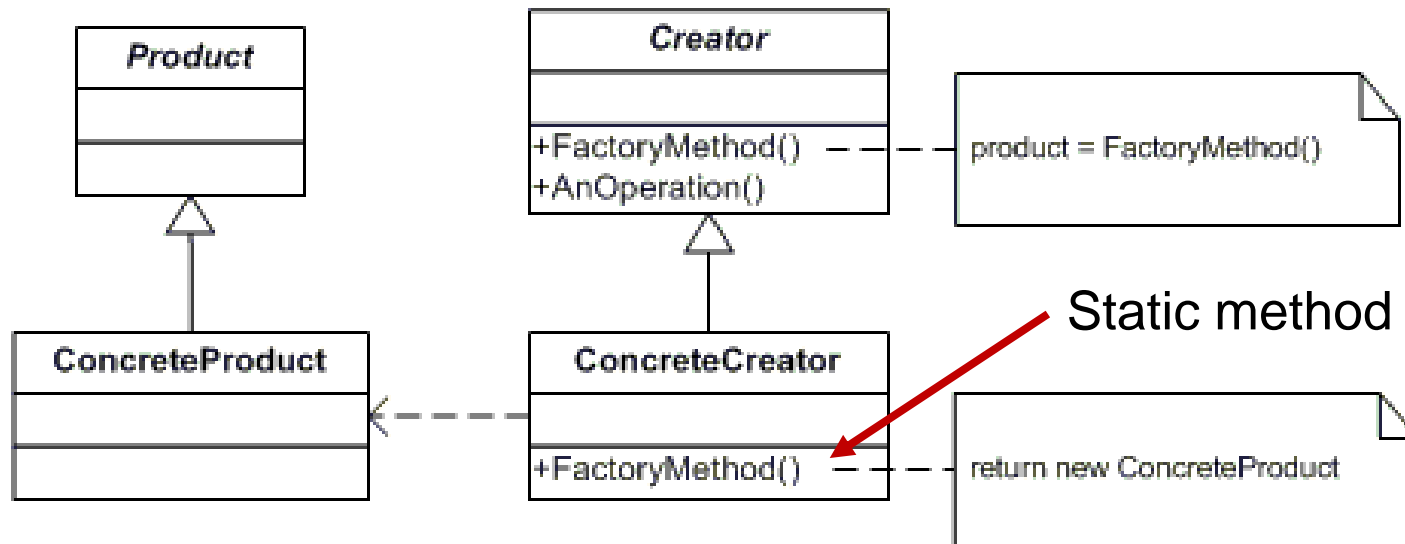 Product
Creator
+FactoryMethod()
+AnOperation()
product = FactoryMethod()
Static method
ConcreteProduct
ConcreteCreator
+FactoryMethod()
return new ConcreteProduct